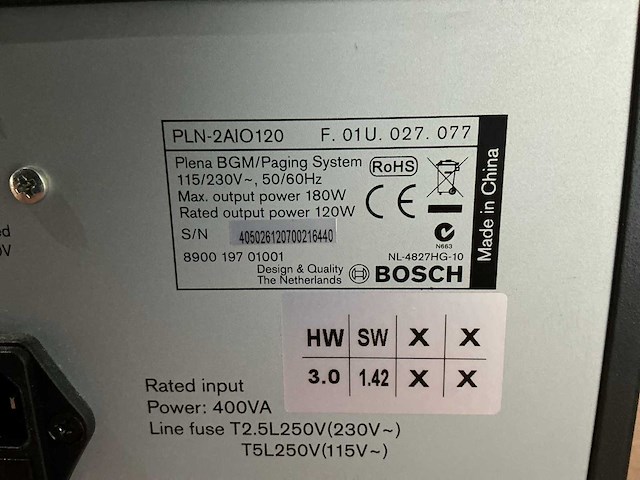 PLN-2AIO120 F. 01U. 027. 077
Plena BGM/Paging System
RoHS
115/230V~, 50/60Hz
Max. output power 180W
Rated output power 120W
CE
S/N 405026120700216440
N663
8900 197 01001
NL-4827HG-10
Design & Quality
The Netherlands
BOSCH
Made in China
HW SW X X
3.0 1.42 X X
Rated input
Power: 400VA
Line fuse T2.5L250V(230V~)
T5L250V(115V~)